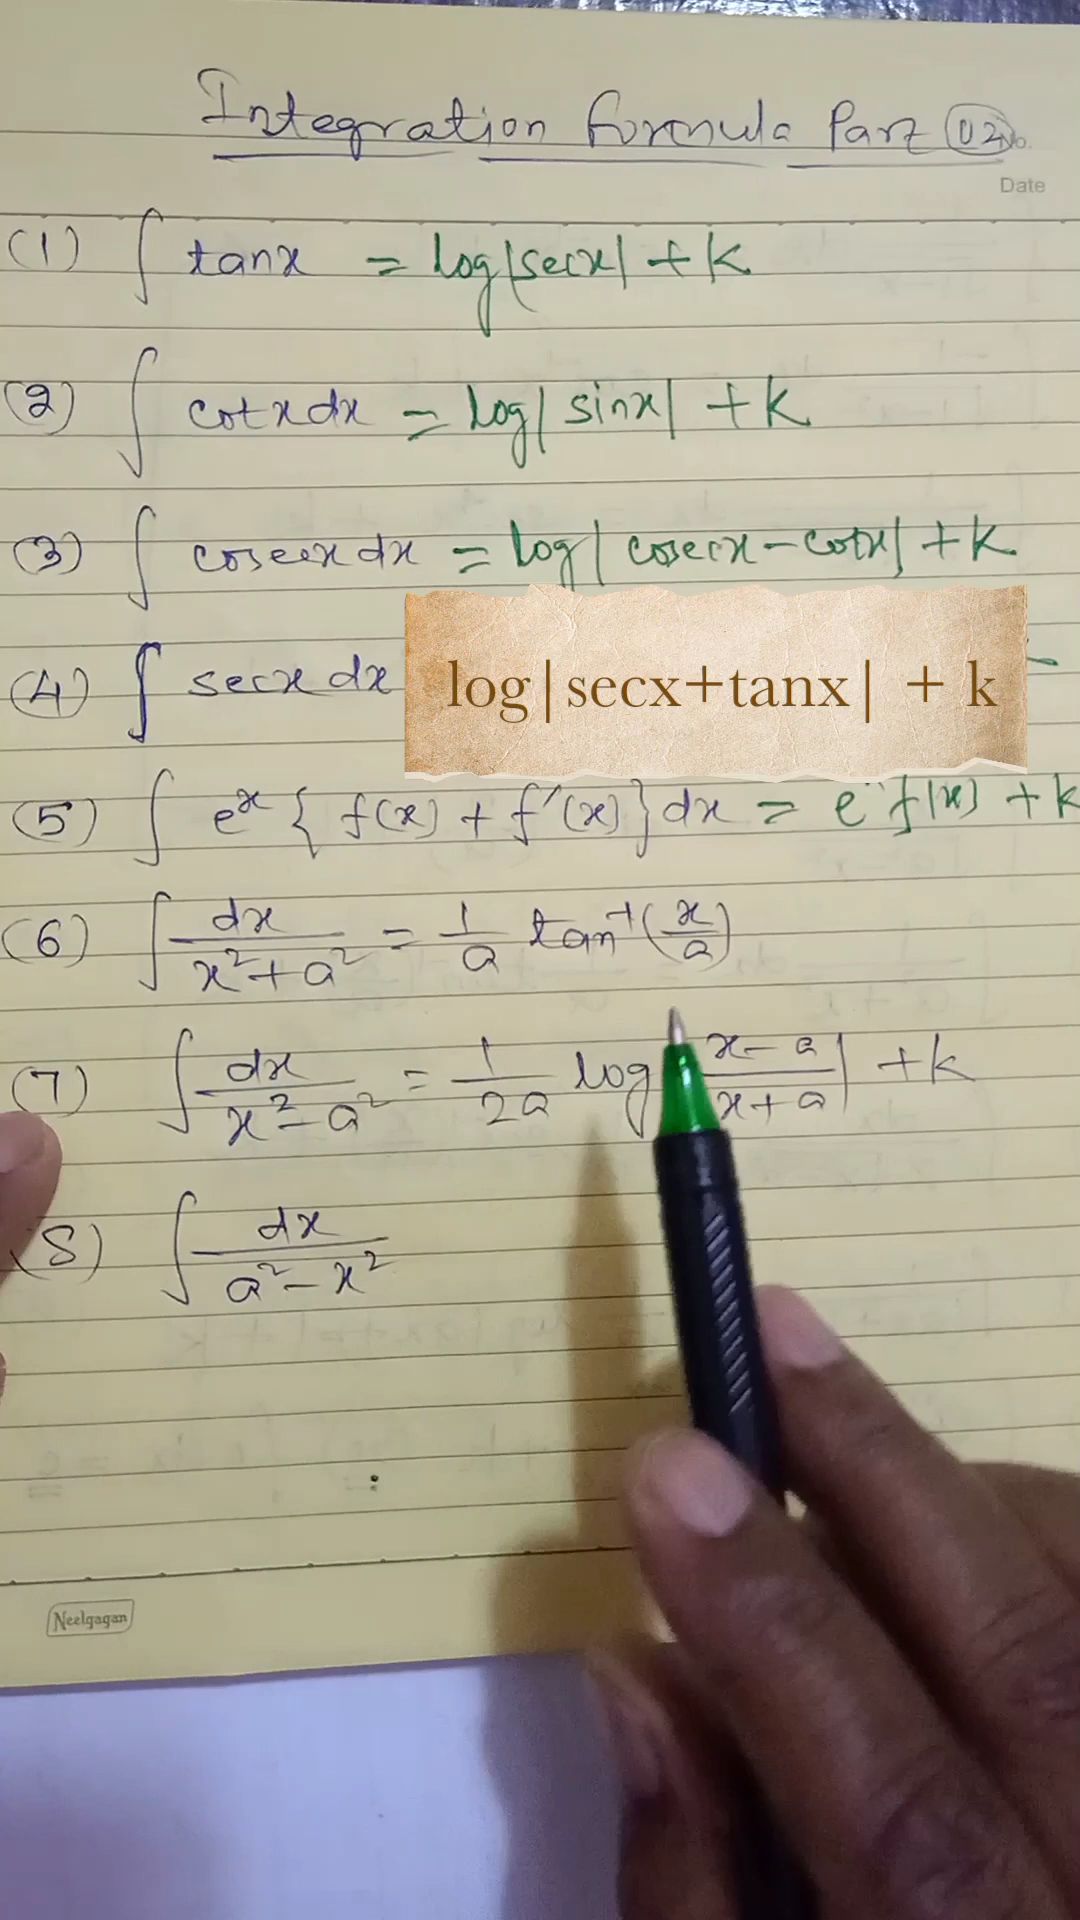 Integration formula Part 02
No.
Date
(1) ∫ tanx = log|secx| + k
(2) ∫ cotx dx = log| sinx| + k
(3) ∫ cosecx dx = log| cosecx - cotx| + k
(4) ∫ secx dx log|secx+tanx| + k
(5) ∫ eˣ { f(x) + f'(x)} dx = e f(x) + k
(6) ∫ dx / x² + a² = 1/a tan⁻¹ (x/a)
(7) ∫ dx / x² - a² = 1/2a log x - a / x + a | + k
(8) ∫ dx / a² - x²
Neelgagan